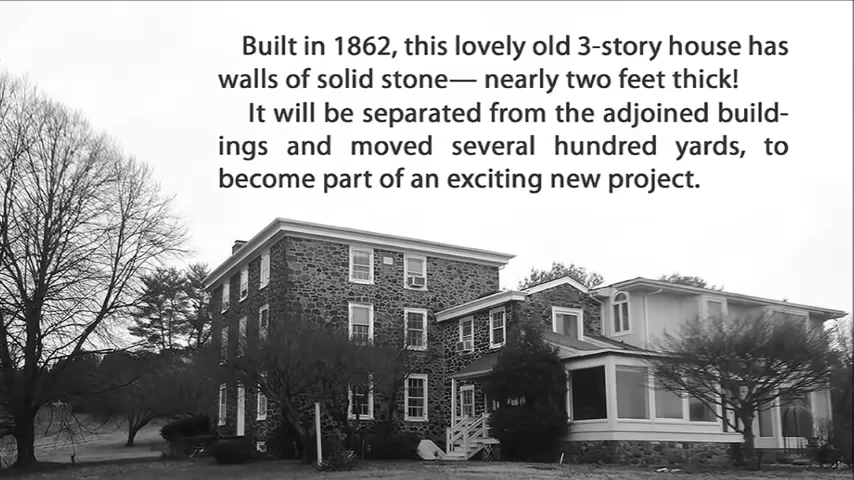 Built in 1862, this lovely old 3-story house has
walls of solid stone— nearly two feet thick!
It will be separated from the adjoined build-
ings and moved several hundred yards, to
become part of an exciting new project.